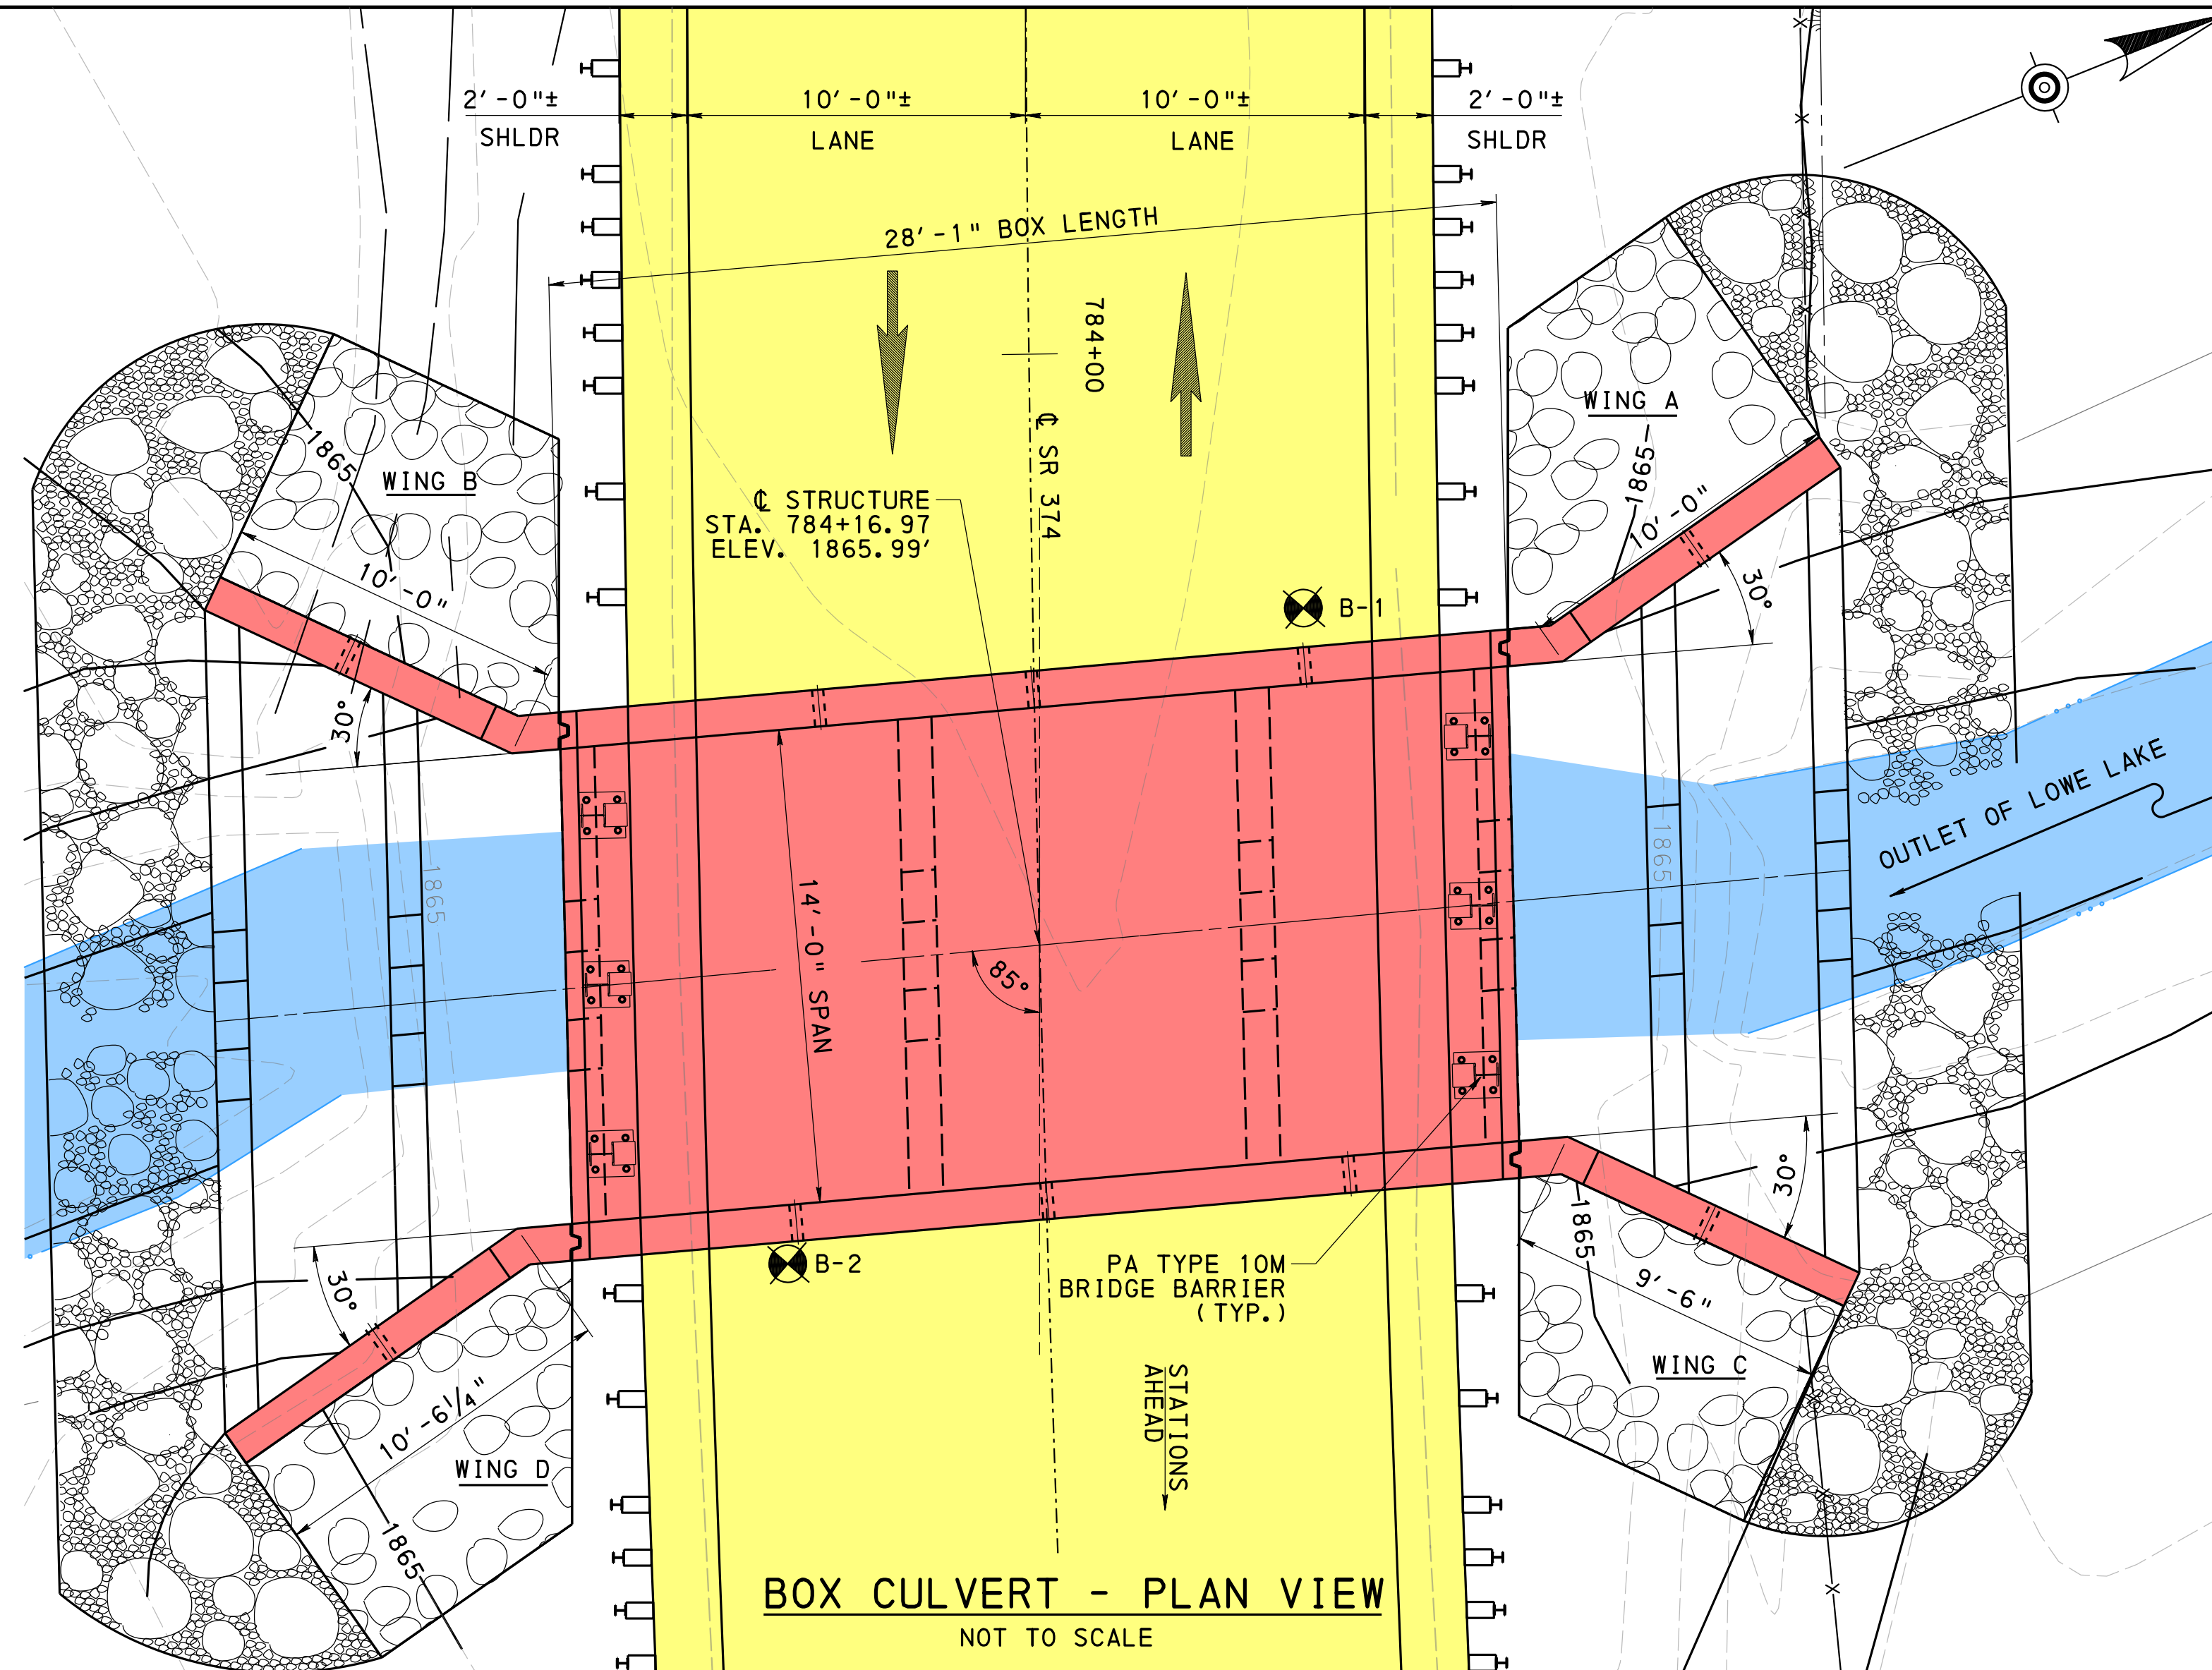 2'-0"±
SHLDR
10'-0"±
LANE
10'-0"±
LANE
2'-0"±
SHLDR
28'-1" BOX LENGTH
784+00
℄ SR 374
℄ STRUCTURE
STA. 784+16.97
ELEV. 1865.99'
WING A
1865
10'-0"
30°
WING B
1865
10'-0"
30°
B-1
14'-0" SPAN
85°
1865
1865
OUTLET OF LOWE LAKE
B-2
PA TYPE 10M
BRIDGE BARRIER
(TYP.)
30°
1865
9'-6"
WING C
30°
10'-6 1/4"
WING D
1865
STATIONS
AHEAD
BOX CULVERT - PLAN VIEW
NOT TO SCALE